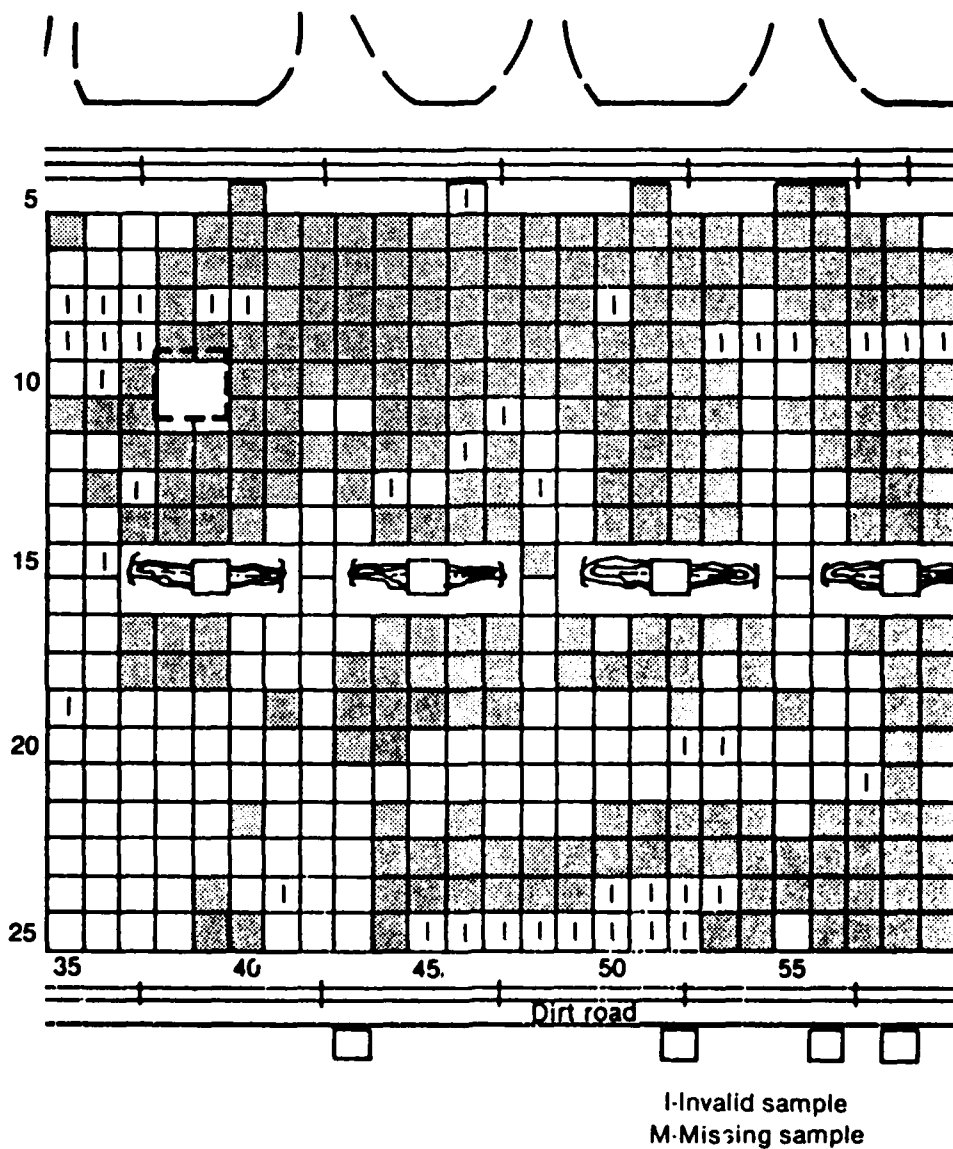 5 I
I I I I I I
I I I I I I I I I
10 I
I
I
I I I
15 I
I
20 I I
I
I I I I I
25 I I I I I I I I
35 40 45. 50 55
Dirt road
I-Invalid sample
M-Missing sample